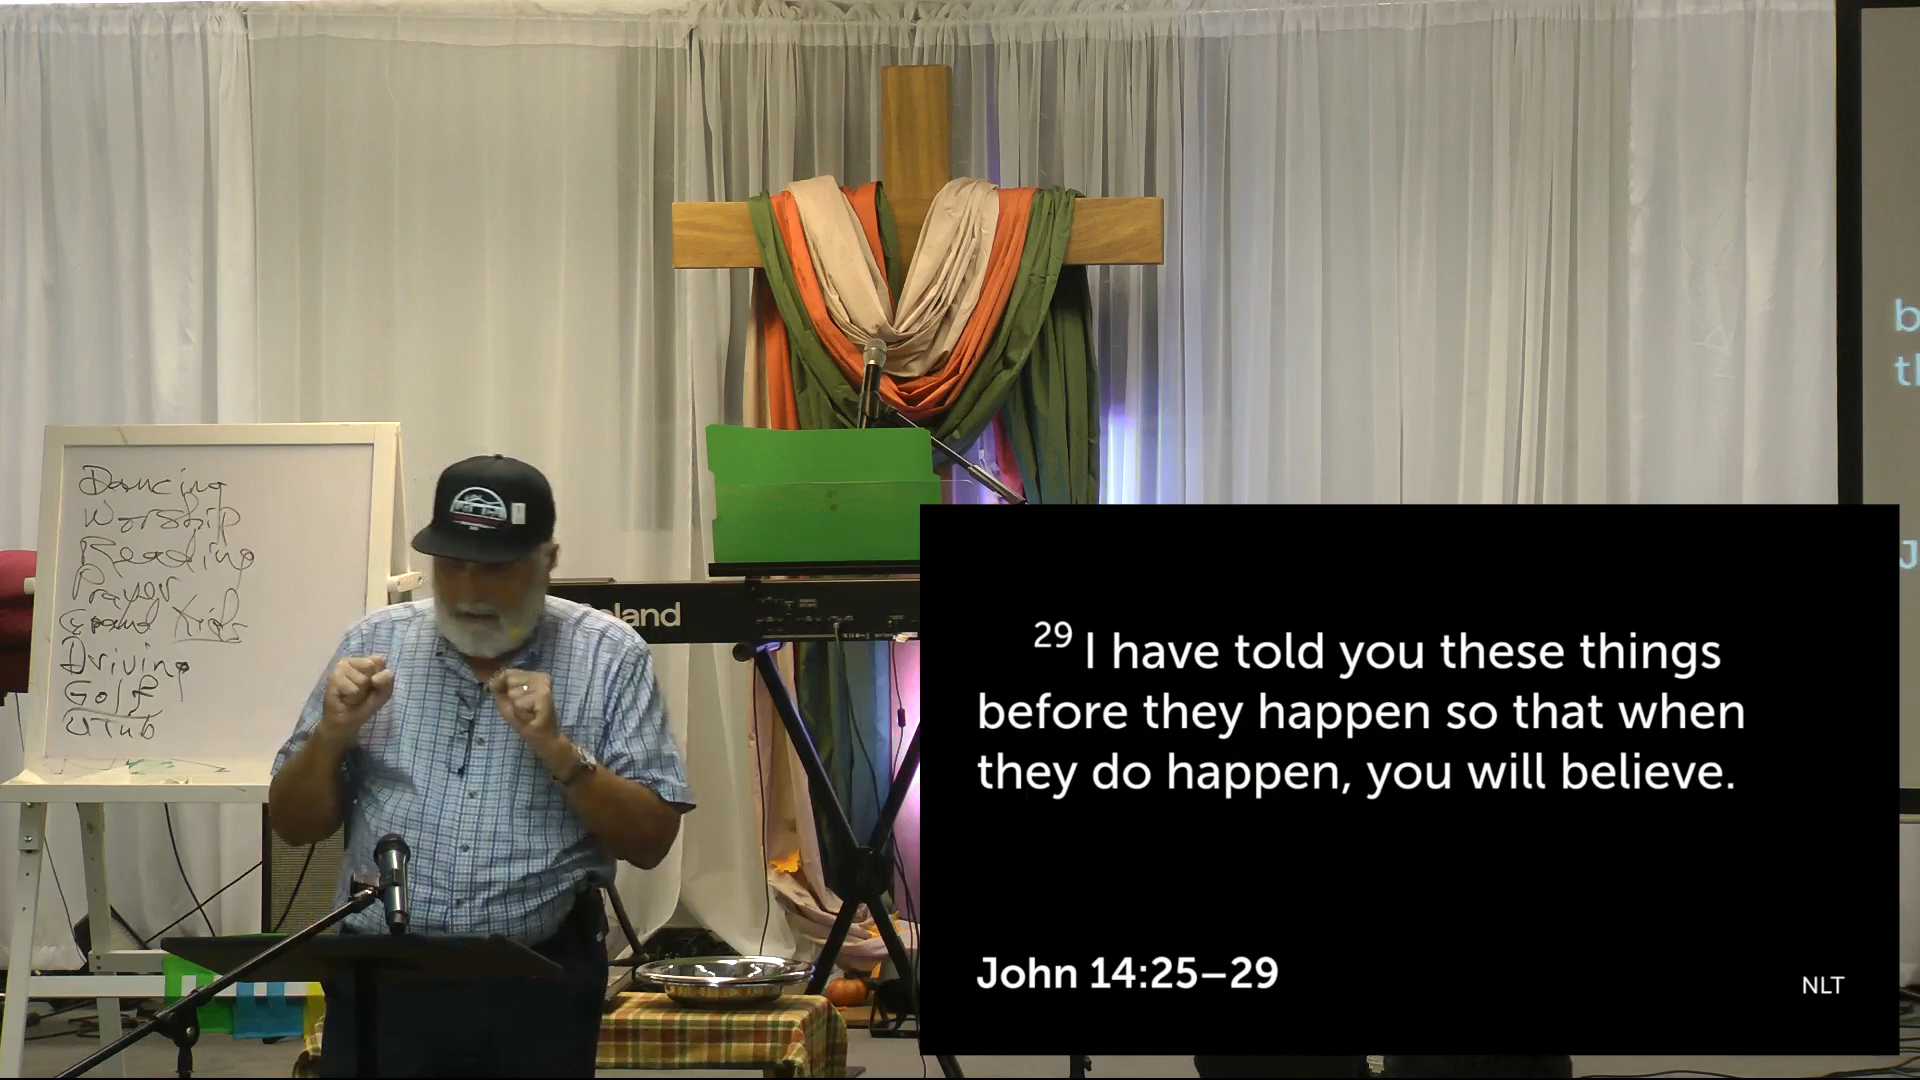 Dancing
Worship
Reading
Prayer
Grand Kids
Driving
Golf
UTub
land
29 I have told you these things
before they happen so that when
they do happen, you will believe.
John 14:25–29
NLT
b
J